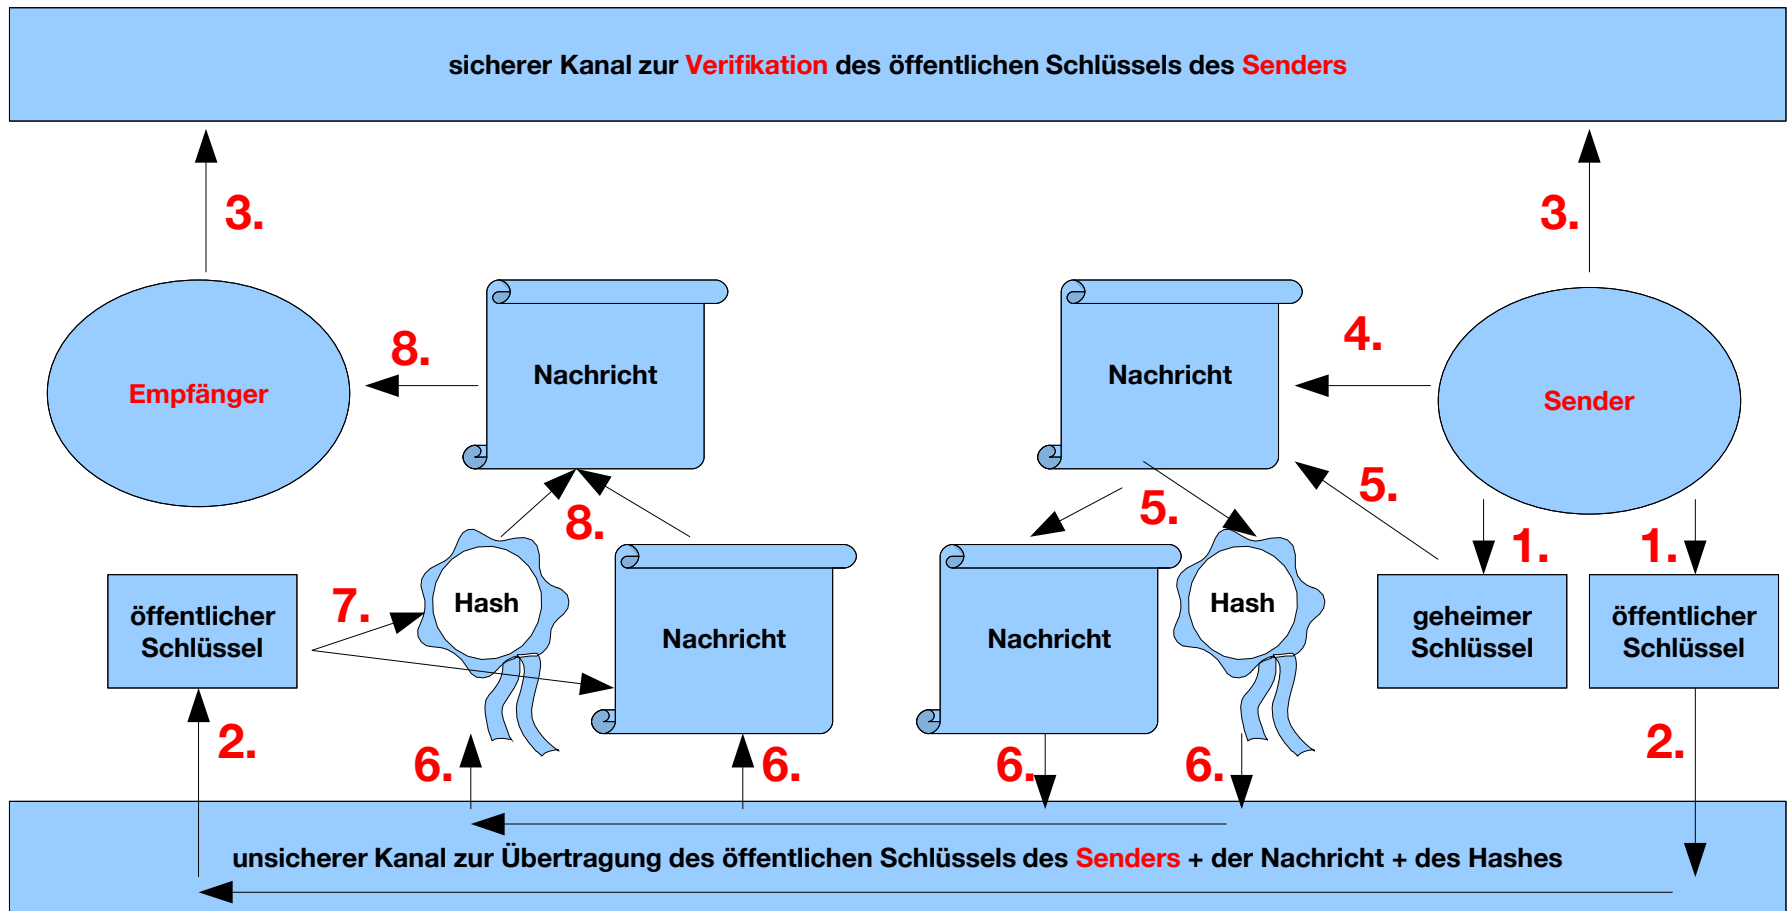 sicherer Kanal zur Verifikation des öffentlichen Schlüssels des Senders
3.
3.
8.
Nachricht
Nachricht
4.
Empfänger
Sender
8.
5.
5.
1.
1.
öffentlicher
Schlüssel
7.
Hash
Nachricht
Nachricht
Hash
geheimer
Schlüssel
öffentlicher
Schlüssel
2.
6.
6.
6.
6.
2.
unsicherer Kanal zur Übertragung des öffentlichen Schlüssels des Senders + der Nachricht + des Hashes